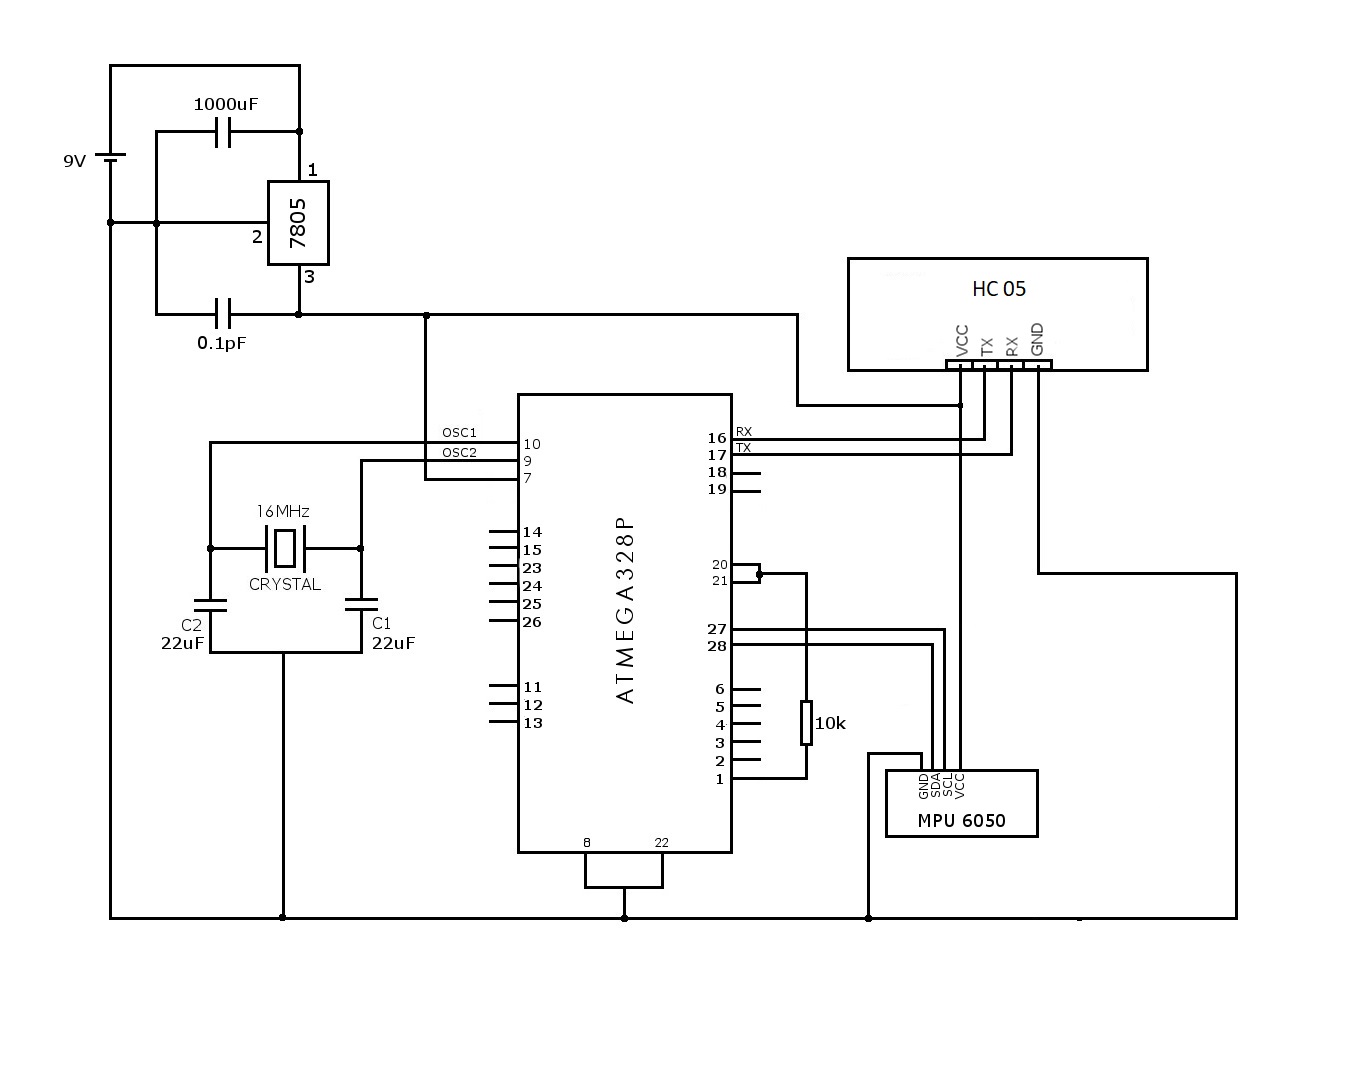 1000uF
9V
1
7805
2
3
0.1pF
HC 05
VCC
TX
RX
GND
OSC1
10
OSC2
9
7
16
RX
17
TX
18
19
16MHz
CRYSTAL
14
15
23
24
25
26
ATMEGA328P
20
21
C2
22uF
C1
22uF
27
28
11
12
13
6
5
4
3
2
1
10k
GND
SDA
SCL
VCC
MPU 6050
8
22